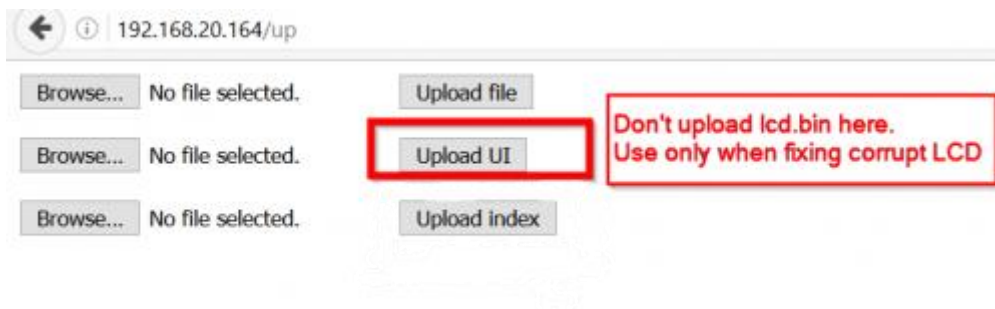 192.168.20.164/up
Browse... No file selected. Upload file
Don't upload lcd.bin here.
Use only when fixing corrupt LCD
Browse... No file selected. Upload UI
Browse... No file selected. Upload index